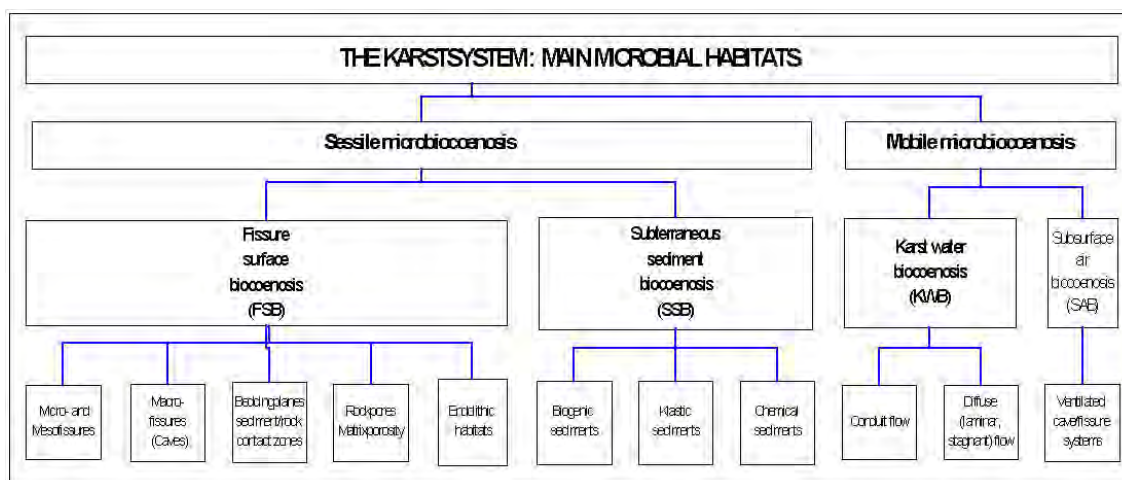 THE KARSTSYSTEM: MAIN MICROBIAL HABITATS
Sessile microbiocoenosis
Mobile microbiocoenosis
Fissure
surface
biocoenosis
(FSB)
Subterraneous
sediment
biocoenosis
(SSB)
Karst water
biocoenosis
(KWB)
Subsurface
air
biocoenosis
(SAB)
Micro- and
Mesofissures
Macro-
fissures
(Caves)
Beddingplanes
sediment/rock
contact zones
Rockpores
Matrixporosity
Endolithic
habitats
Biogenic
sediments
Klastic
sediments
Chemical
sediments
Conduit flow
Diffuse
(laminar,
stagnant) flow
Ventilated
cave/fissure
systems